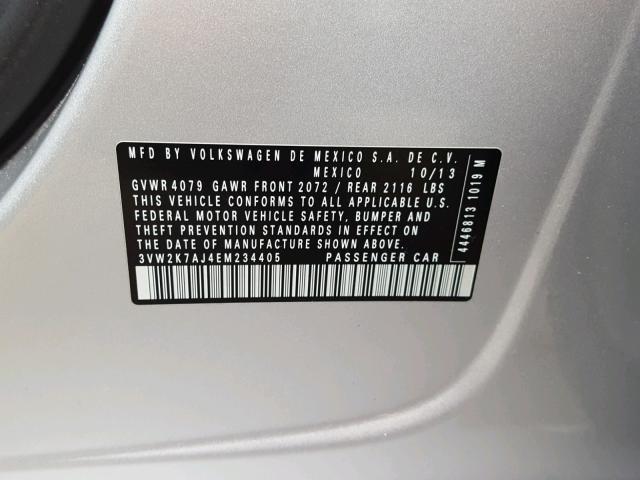 MFD BY VOLKSWAGEN DE MEXICO S.A. DE C.V.
MEXICO 10/13
GVWR 4079 GAWR FRONT 2072 / REAR 2116 LBS
THIS VEHICLE CONFORMS TO ALL APPLICABLE U.S.
FEDERAL MOTOR VEHICLE SAFETY, BUMPER AND
THEFT PREVENTION STANDARDS IN EFFECT ON
THE DATE OF MANUFACTURE SHOWN ABOVE.
3VW2K7AJ4EM234405 PASSENGER CAR
4446813 1019 M